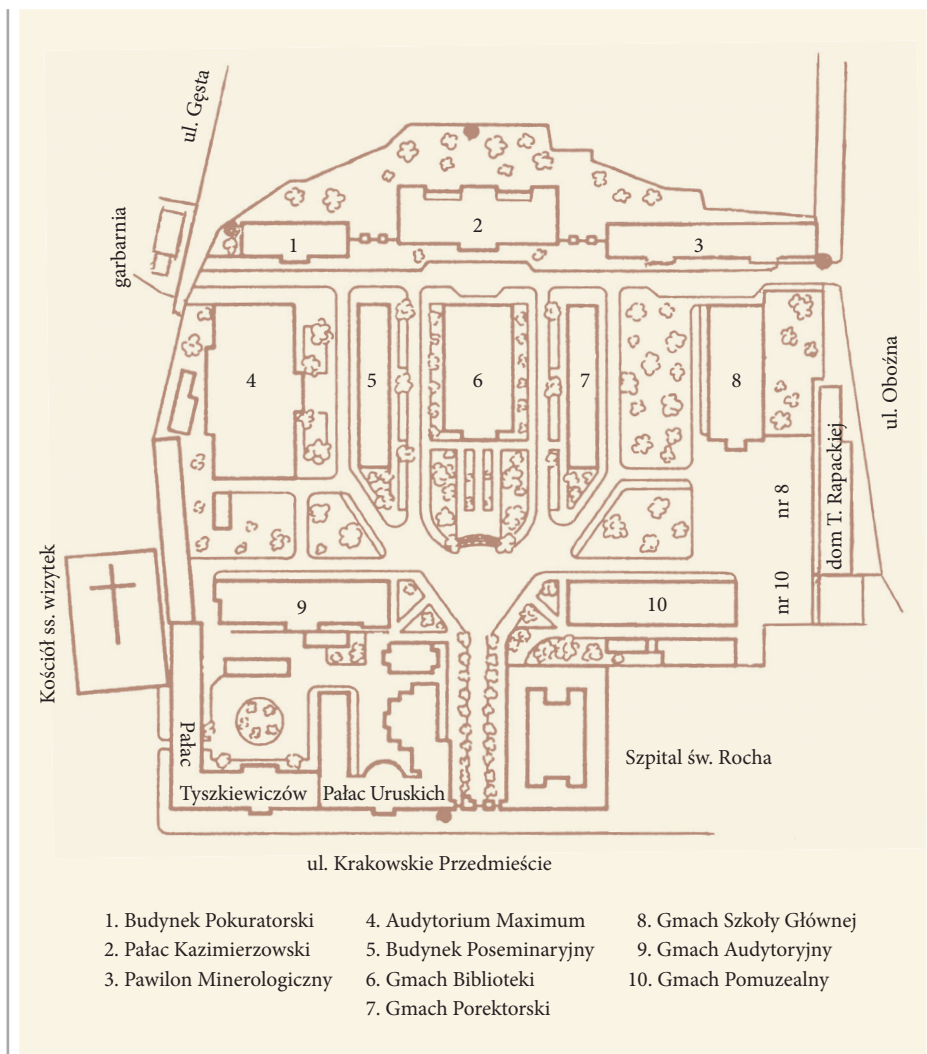 ul. Gęsta
garbarnia
1
2
3
4
5
6
7
8
ul. Oboźna
nr 8
dom T. Rapackiej
nr 10
Kościół ss. wizytek
9
10
Pałac
Tyszkiewiczów
Pałac Uruskich
Szpital św. Rocha
ul. Krakowskie Przedmieście
1. Budynek Pokuratorski
2. Pałac Kazimierzowski
3. Pawilon Minerologiczny
4. Audytorium Maximum
5. Budynek Poseminaryjny
6. Gmach Biblioteki
7. Gmach Porektorski
8. Gmach Szkoły Głównej
9. Gmach Audytoryjny
10. Gmach Pomuzealny